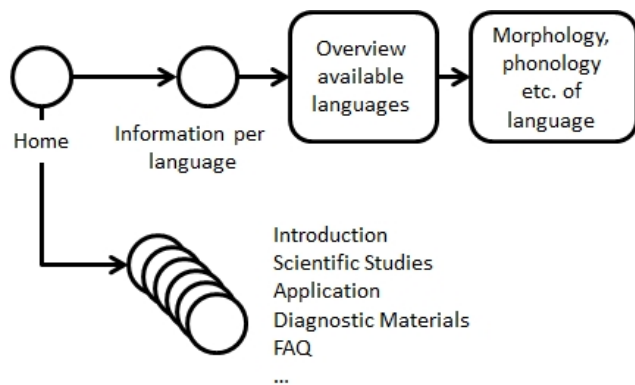 Home
Information per
language
Overview
available
languages
Morphology,
phonology
etc. of
language
Introduction
Scientific Studies
Application
Diagnostic Materials
FAQ
...